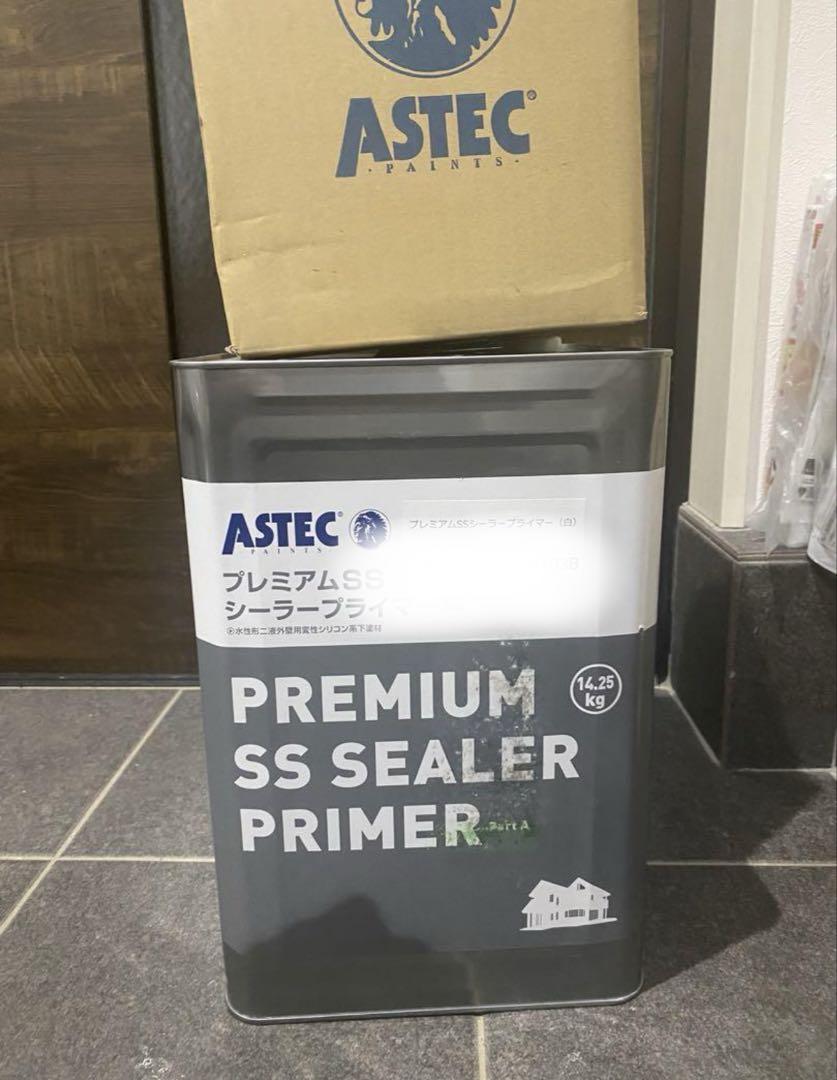 ASTEC®
・PAINTS・
ASTEC®
PAINTS
プレミアムSSシーラープライマー（白）
プレミアムSS
シーラープライマー
水性形二液外壁用変性シリコン系下塗材
PREMIUM
SS SEALER
PRIMER
Part A
14.25
kg